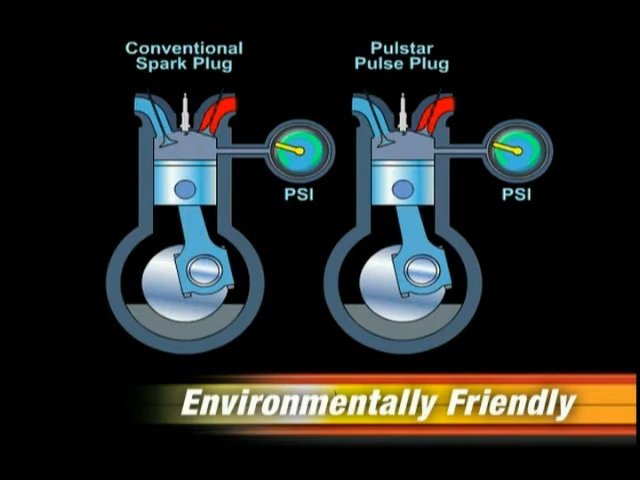 Conventional
Spark Plug
Pulstar
Pulse Plug
PSI
PSI
Environmentally Friendly